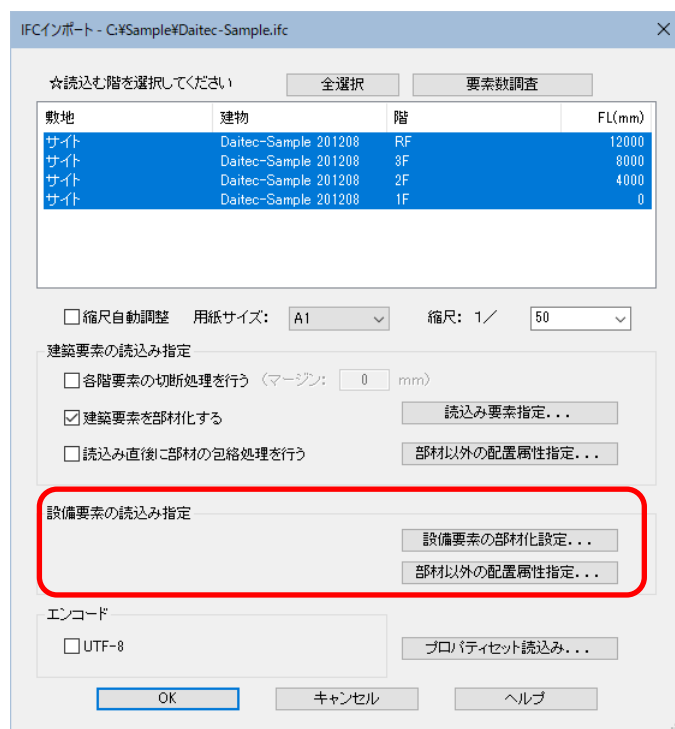 IFCインポート - C:¥Sample¥Daitec-Sample.ifc
☆読込む階を選択してください 全選択 要素数調査
敷地 建物 階 FL(mm)
サイト Daitec-Sample 201208 RF 12000
サイト Daitec-Sample 201208 3F 8000
サイト Daitec-Sample 201208 2F 4000
サイト Daitec-Sample 201208 1F 0
縮尺自動調整 用紙サイズ: A1 縮尺: 1／ 50
建築要素の読込み指定
各階要素の切断処理を行う (マージン: 0 mm)
建築要素を部材化する 読込み要素指定...
読込み直後に部材の包絡処理を行う 部材以外の配置属性指定...
設備要素の読込み指定
設備要素の部材化設定...
部材以外の配置属性指定...
エンコード
UTF-8 プロパティセット読込み...
OK キャンセル ヘルプ